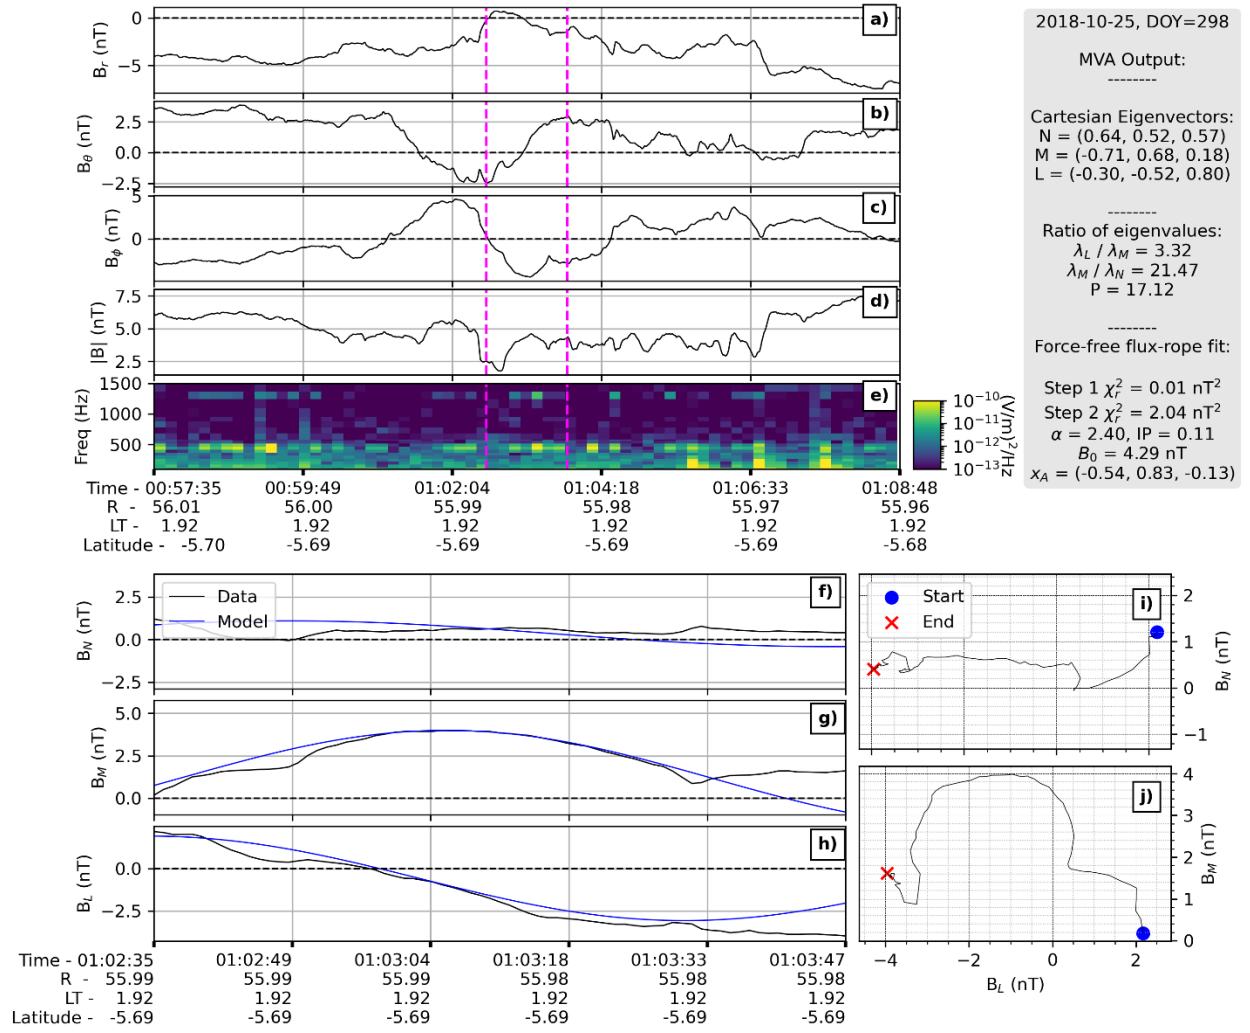 2018-10-25, DOY=298
MVA Output:
--------
Cartesian Eigenvectors:
N = (0.64, 0.52, 0.57)
M = (-0.71, 0.68, 0.18)
L = (-0.30, -0.52, 0.80)
--------
Ratio of eigenvalues:
λ_L / λ_M = 3.32
λ_M / λ_N = 21.47
P = 17.12
--------
Force-free flux-rope fit:
Step 1 χ_r^2 = 0.01 nT^2
Step 2 χ_r^2 = 2.04 nT^2
α = 2.40, IP = 0.11
B_0 = 4.29 nT
x_A = (-0.54, 0.83, -0.13)
a)
B_r (nT)
0
−5
b)
B_θ (nT)
2.5
0.0
−2.5
c)
B_ϕ (nT)
5
0
d)
|B| (nT)
7.5
5.0
2.5
e)
Freq (Hz)
1500
1000
500
10^−10
10^−11
10^−12
10^−13
(V/m)^2/Hz
Time - 00:57:35 00:59:49 01:02:04 01:04:18 01:06:33 01:08:48
R - 56.01 56.00 55.99 55.98 55.97 55.96
LT - 1.92 1.92 1.92 1.92 1.92 1.92
Latitude - -5.70 -5.69 -5.69 -5.69 -5.69 -5.68
f)
Data
Model
B_N (nT)
2.5
0.0
−2.5
g)
B_M (nT)
5.0
2.5
0.0
h)
B_L (nT)
0.0
−2.5
Time - 01:02:35 01:02:49 01:03:04 01:03:18 01:03:33 01:03:47
R - 55.99 55.99 55.99 55.98 55.98 55.98
LT - 1.92 1.92 1.92 1.92 1.92 1.92
Latitude - -5.69 -5.69 -5.69 -5.69 -5.69 -5.69
i)
Start
End
2
1
0
−1
B_N (nT)
j)
4
3
2
1
0
B_M (nT)
−4 −2 0 2
B_L (nT)